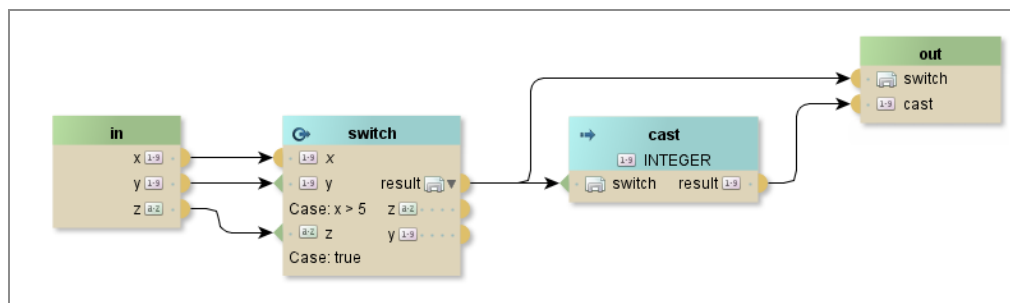 out
switch
1-9 cast
in
x 1-9
y 1-9
z a-z
switch
1-9 x
1-9 y
result
Case: x > 5
z a-z
a-z z
y 1-9
Case: true
cast
1-9 INTEGER
switch
result 1-9